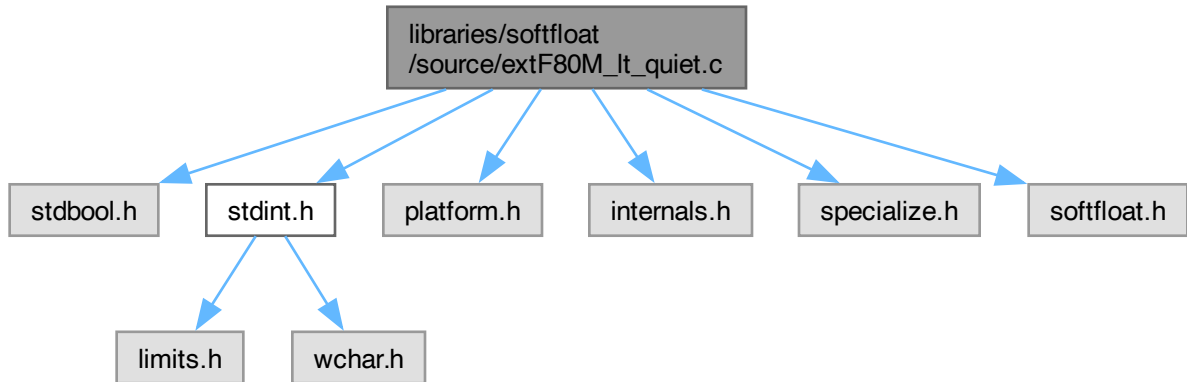 libraries/softfloat
/source/extF80M_lt_quiet.c
stdbool.h
stdint.h
platform.h
internals.h
specialize.h
softfloat.h
limits.h
wchar.h